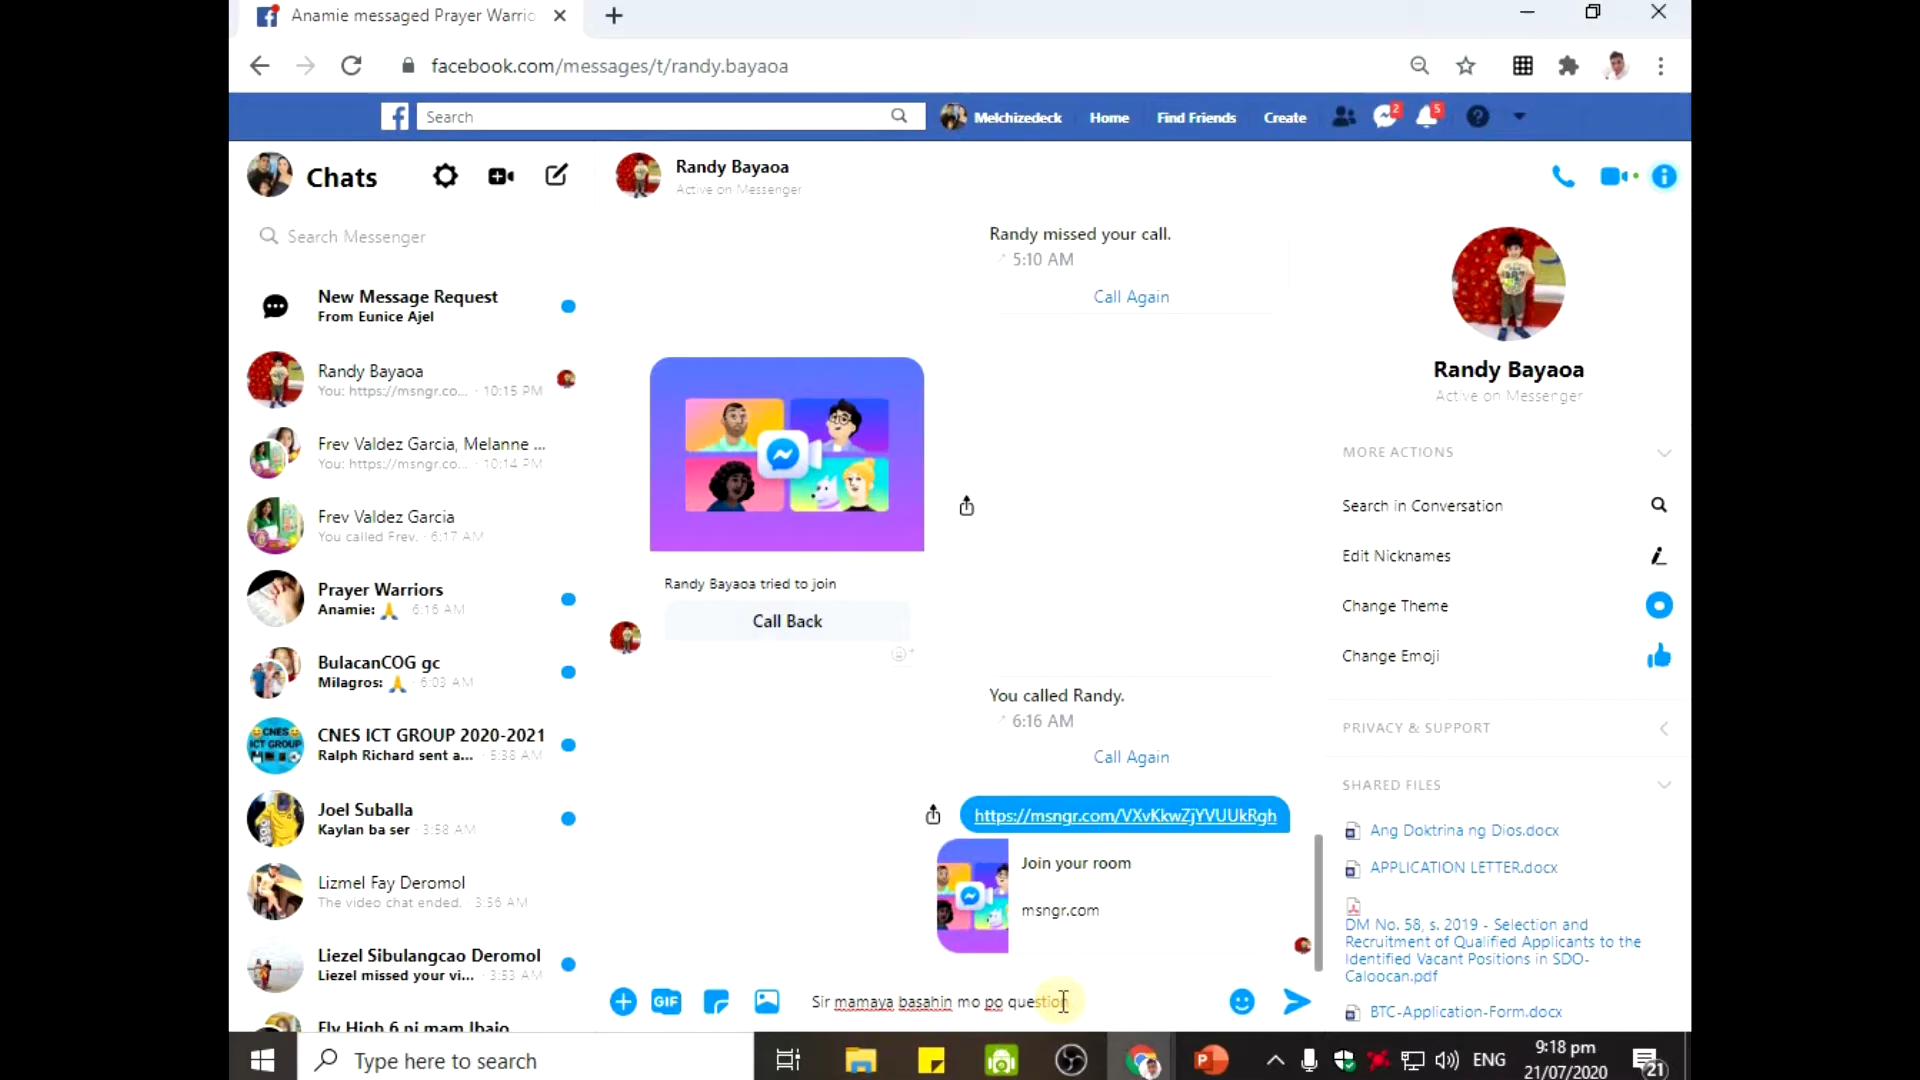 Anamie messaged Prayer Warrio
facebook.com/messages/t/randy.bayaoa
Search
Melchizedeck
Home
Find Friends
Create
2
5
Chats
Search Messenger
New Message Request
From Eunice Ajel
Randy Bayaoa
You: https://msngr.co... · 10:15 PM
Frev Valdez Garcia, Melanne ...
You: https://msngr.co... · 10:14 PM
Frev Valdez Garcia
You called Frev. · 6:17 AM
Prayer Warriors
Anamie: 🙏 · 6:16 AM
BulacanCOG gc
Milagros: 🙏 · 6:03 AM
CNES ICT GROUP 2020-2021
Ralph Richard sent a... · 5:38 AM
Joel Suballa
Kaylan ba ser · 3:58 AM
Lizmel Fay Deromol
The video chat ended. · 3:56 AM
Liezel Sibulangcao Deromol
Liezel missed your vi... · 3:53 AM
Fly High 6 ni mam Ibajo
Randy Bayaoa
Active on Messenger
Randy missed your call.
5:10 AM
Call Again
Randy Bayaoa tried to join
Call Back
You called Randy.
6:16 AM
Call Again
https://msngr.com/VXvKkwZjYVUUkRgh
Join your room
msngr.com
GIF
Sir mamaya basahin mo po question
Randy Bayaoa
Active on Messenger
MORE ACTIONS
Search in Conversation
Edit Nicknames
Change Theme
Change Emoji
PRIVACY & SUPPORT
SHARED FILES
Ang Doktrina ng Dios.docx
APPLICATION LETTER.docx
DM No. 58, s. 2019 - Selection and
Recruitment of Qualified Applicants to the
Identified Vacant Positions in SDO-
Caloocan.pdf
BTC-Application-Form.docx
Type here to search
ENG
9:18 pm
21/07/2020
21